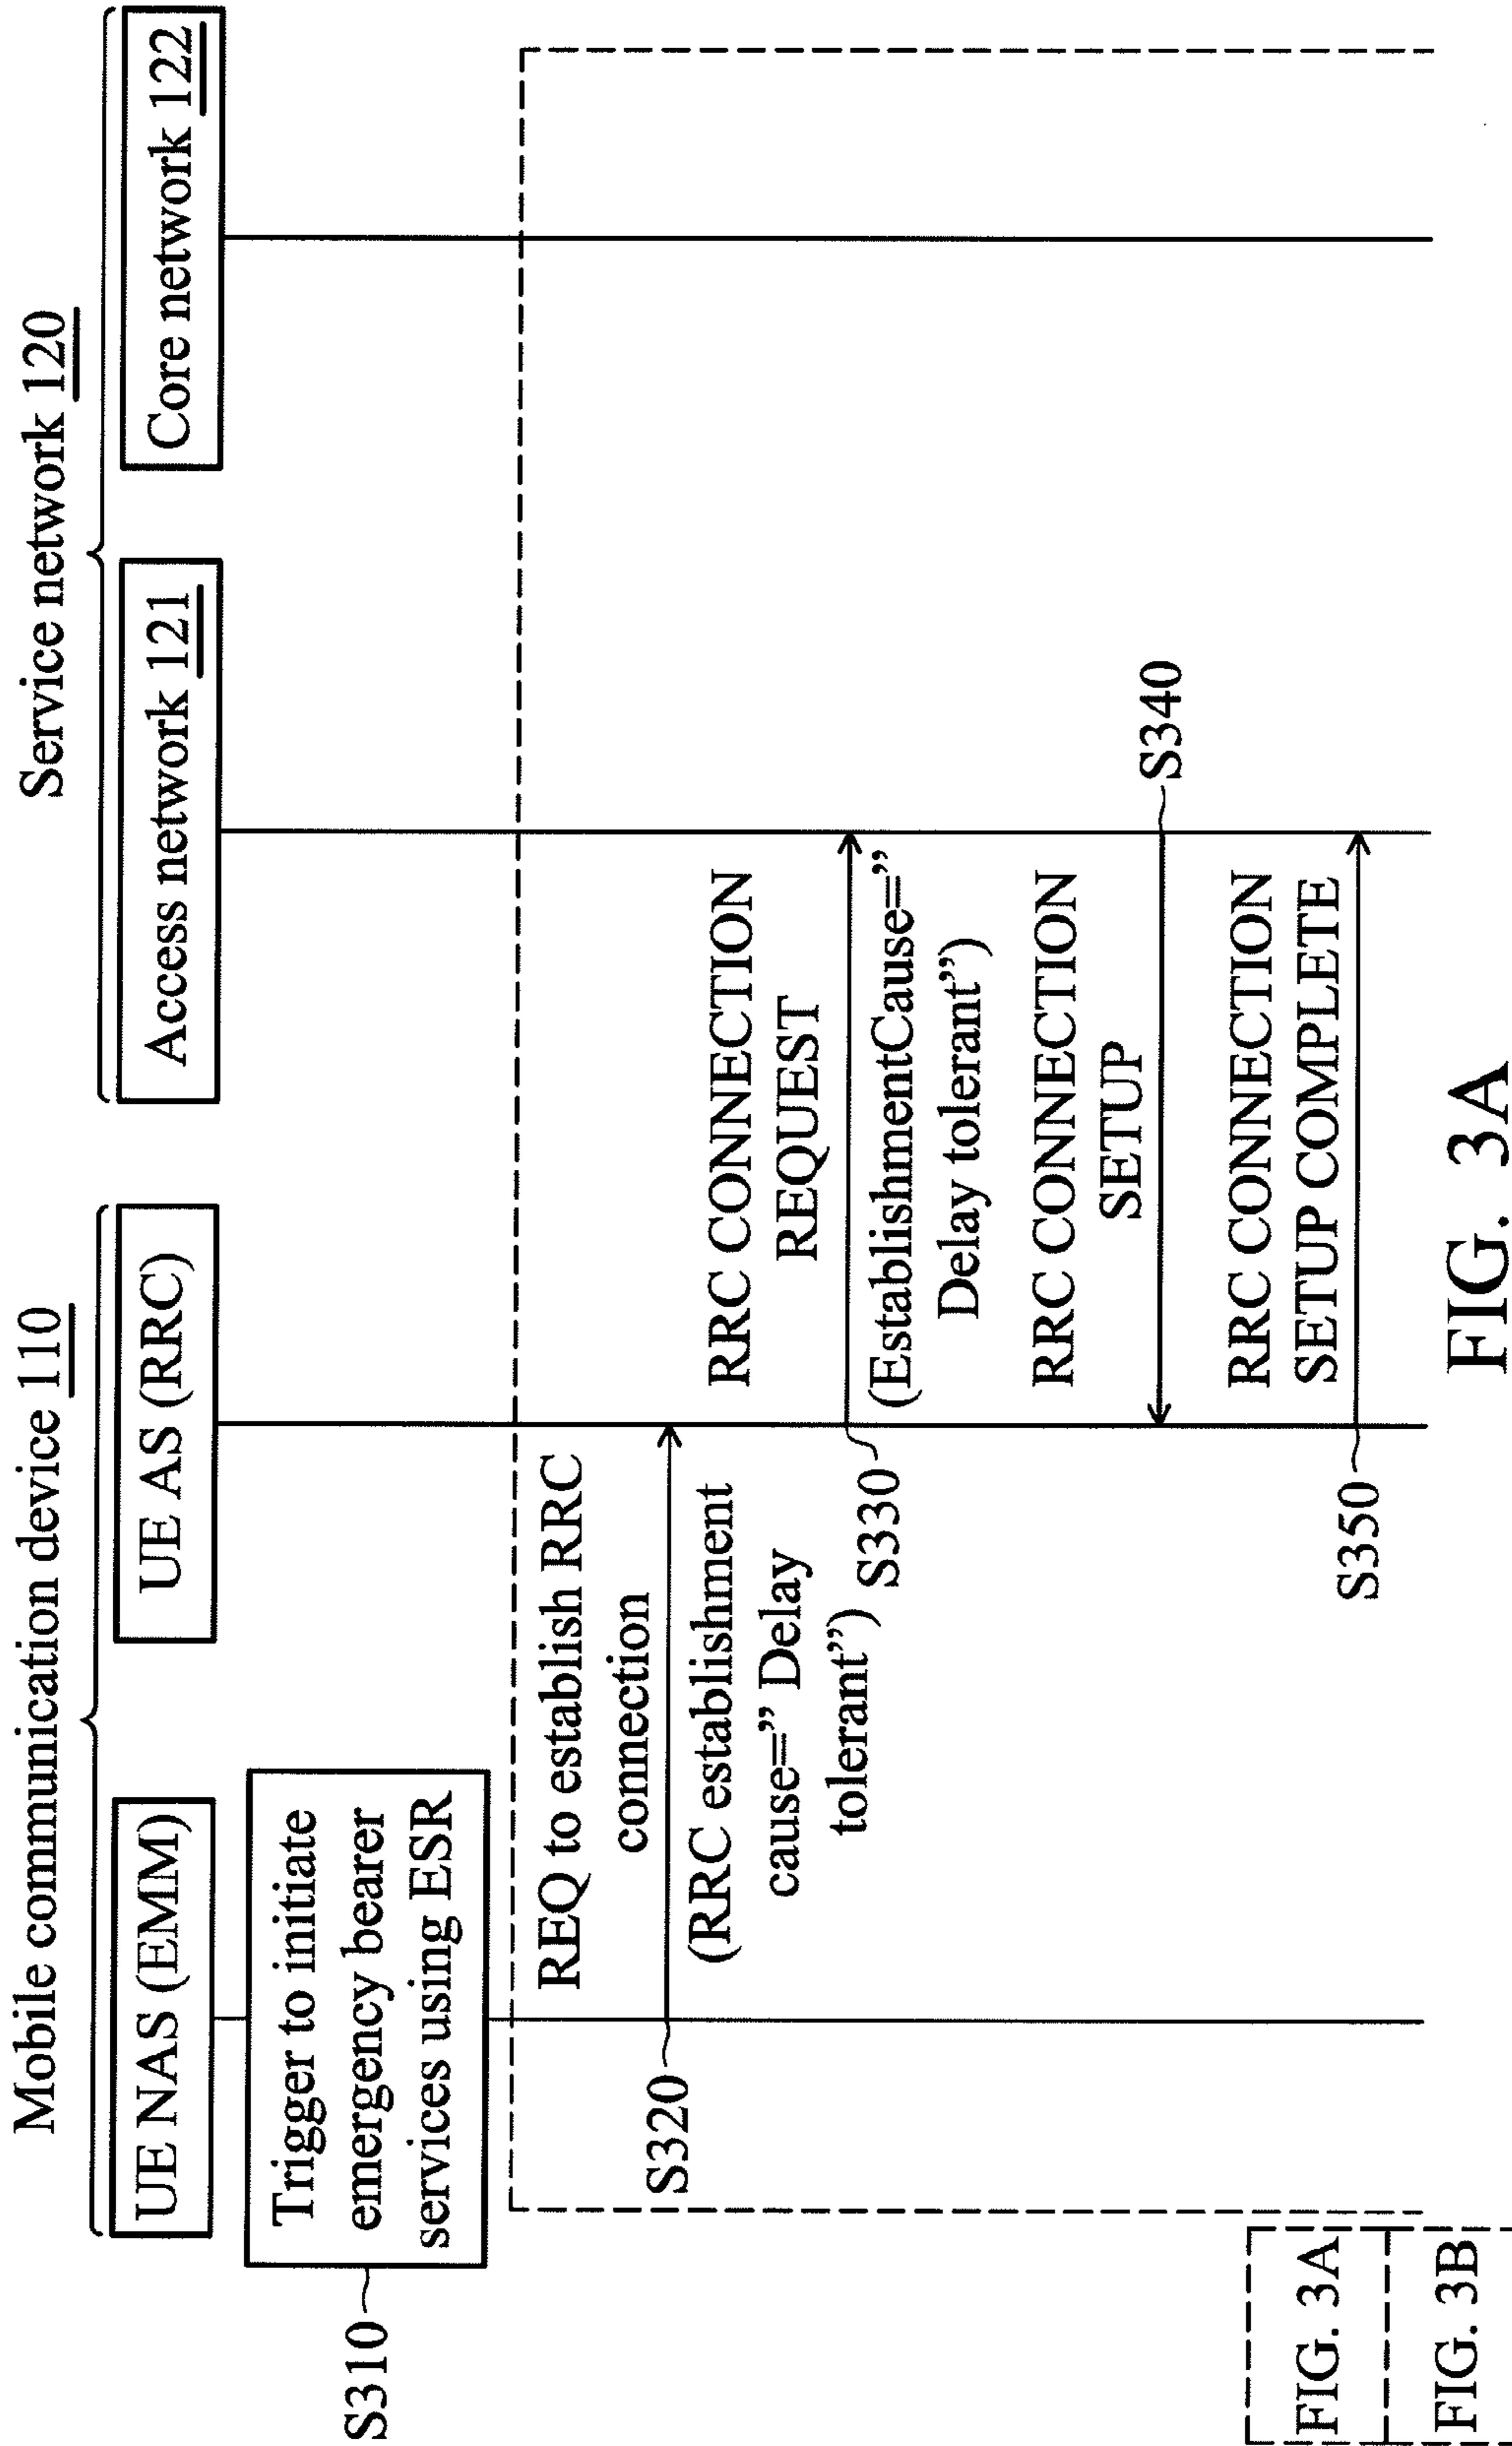 Mobile communication device 110
Service network 120
UE NAS (EMM)
UE AS (RRC)
Access network 121
Core network 122
S310
Trigger to initiate
emergency bearer
services using ESR
REQ to establish RRC
connection
S320
(RRC establishment
cause=” Delay
tolerant”)
RRC CONNECTION
REQUEST
S330
(EstablishmentCause=”
Delay tolerant”)
RRC CONNECTION
SETUP
S340
RRC CONNECTION
SETUP COMPLETE
S350
FIG. 3A
FIG. 3B
FIG. 3A